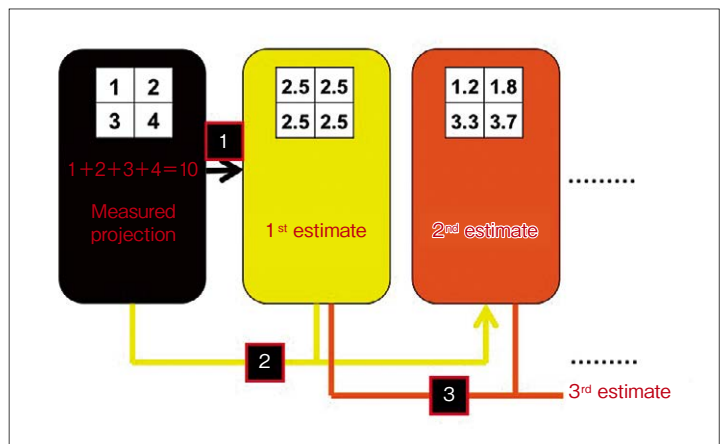 1 2
3 4
1+2+3+4=10
Measured
projection
1
2.5 2.5
2.5 2.5
1st estimate
1.2 1.8
3.3 3.7
2nd estimate
.........
2
3
.........
3rd estimate